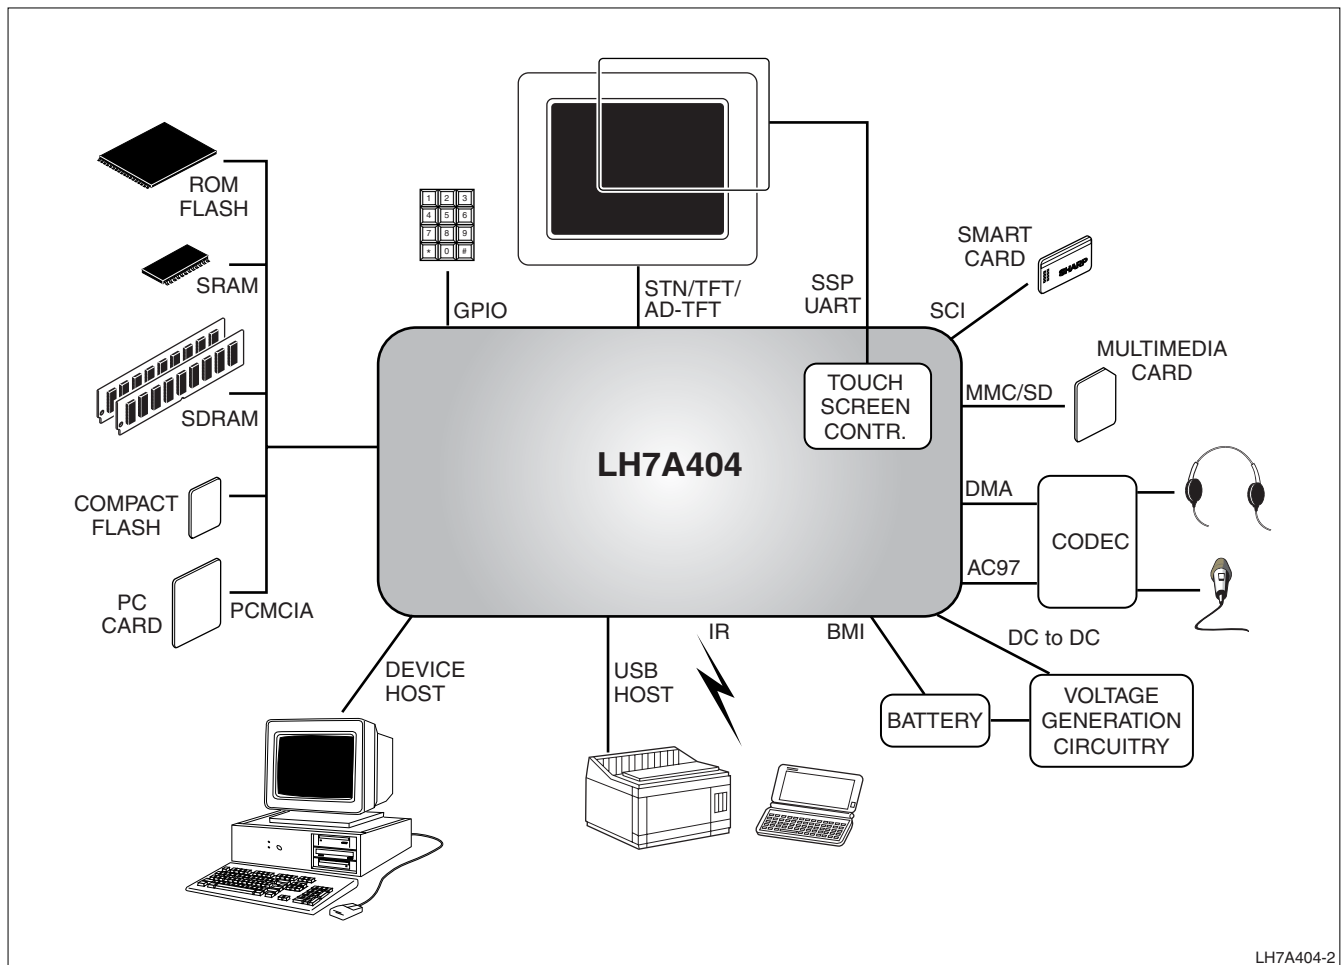 ROM
FLASH
SRAM
SDRAM
COMPACT
FLASH
PC
CARD
PCMCIA
1 2 3
4 5 6
7 8 9
* 0 #
GPIO
STN/TFT/
AD-TFT
SSP
UART
SCI
SMART
CARD
SHARP
MULTIMEDIA
CARD
MMC/SD
TOUCH
SCREEN
CONTR.
LH7A404
DMA
CODEC
AC97
DEVICE
HOST
USB
HOST
IR
BMI
DC to DC
BATTERY
VOLTAGE
GENERATION
CIRCUITRY
LH7A404-2